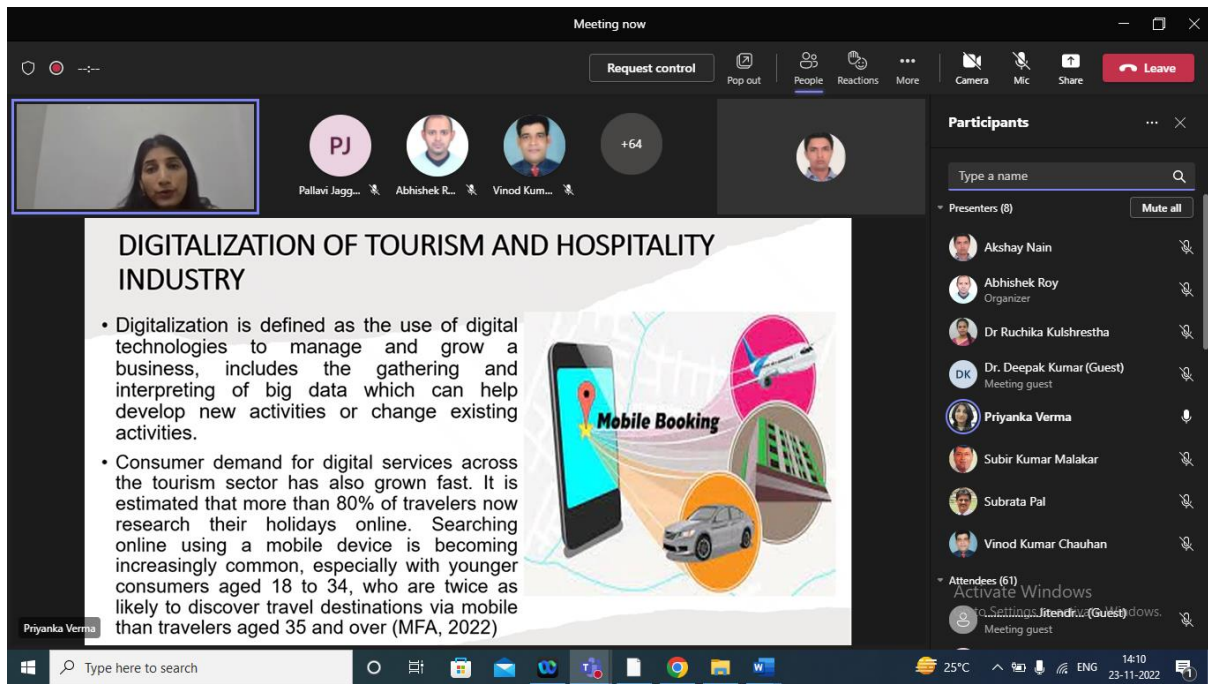 Meeting now
--:--
Request control
Pop out
People
Reactions
More
Camera
Mic
Share
Leave
PJ
Pallavi Jagg...
Abhishek R...
Vinod Kum...
+64
Participants
Type a name
Presenters (8)
Mute all
Akshay Nain
Abhishek Roy
Organizer
Dr Ruchika Kulshrestha
DK
Dr. Deepak Kumar (Guest)
Meeting guest
Priyanka Verma
Subir Kumar Malakar
Subrata Pal
Vinod Kumar Chauhan
Attendees (61)
Activate Windows
to Settings
Jitendr... (Guest)
Meeting guest
DIGITALIZATION OF TOURISM AND HOSPITALITY
INDUSTRY
• Digitalization is defined as the use of digital
technologies to manage and grow a
business, includes the gathering and
interpreting of big data which can help
develop new activities or change existing
activities.
• Consumer demand for digital services across
the tourism sector has also grown fast. It is
estimated that more than 80% of travelers now
research their holidays online. Searching
online using a mobile device is becoming
increasingly common, especially with younger
consumers aged 18 to 34, who are twice as
likely to discover travel destinations via mobile
than travelers aged 35 and over (MFA, 2022)
Mobile Booking
Priyanka Verma
Type here to search
25°C
ENG
14:10
23-11-2022
1